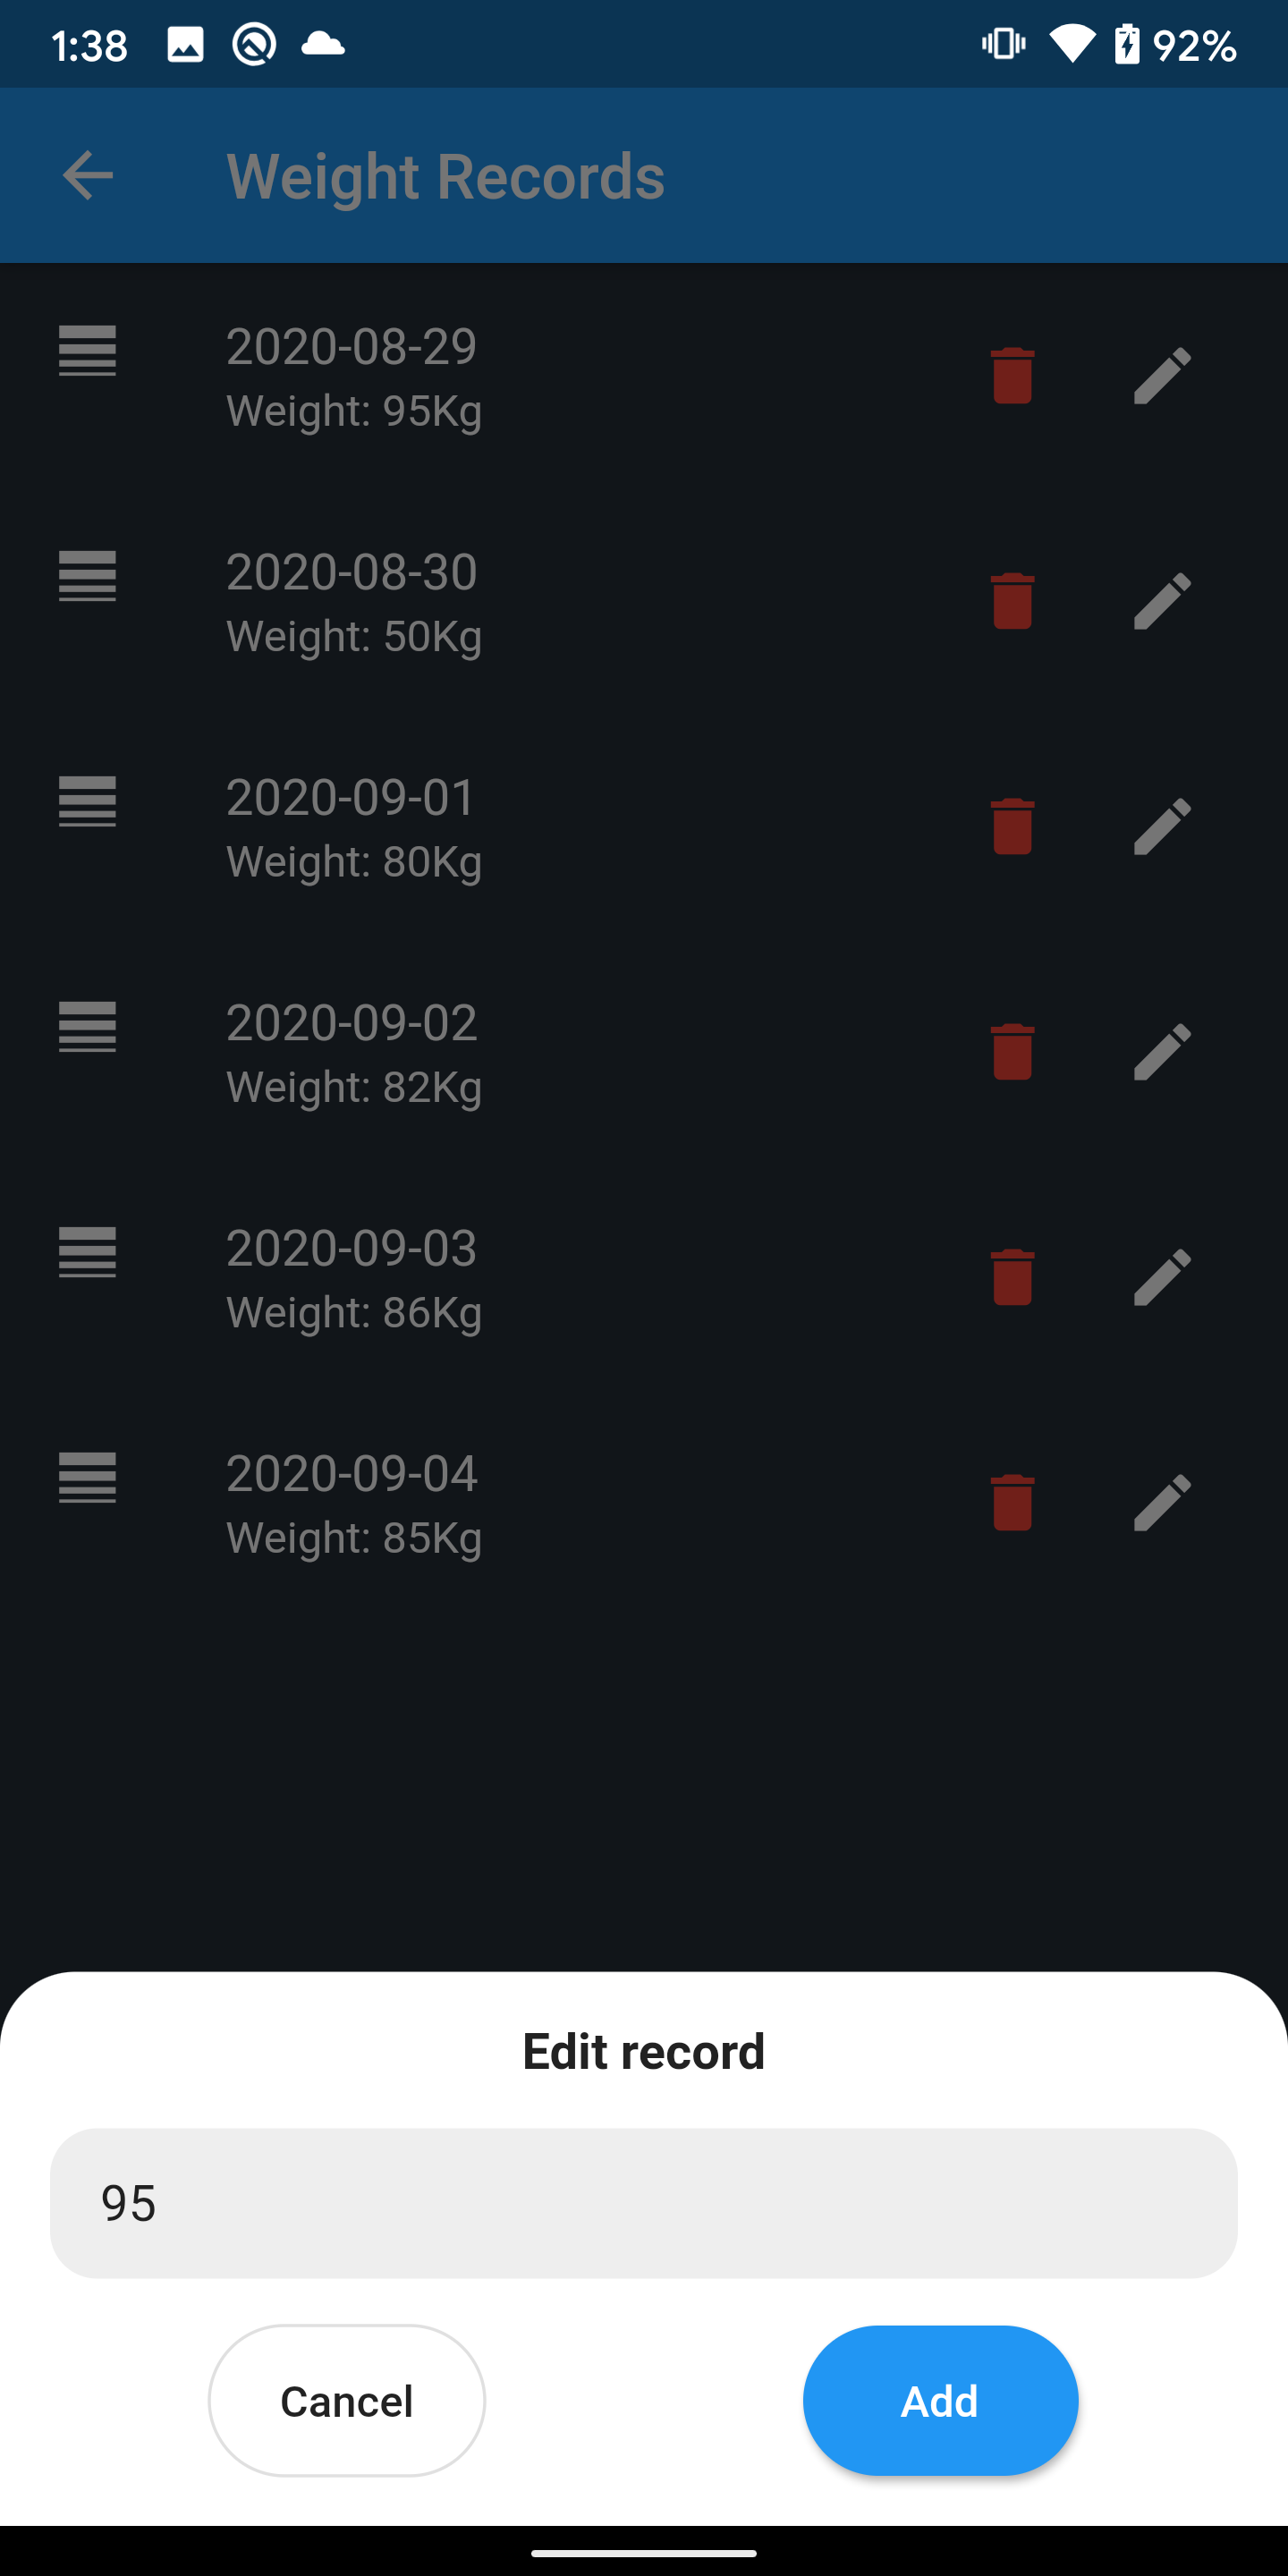 1:38 92%
Weight Records
2020-08-29
Weight: 95Kg
2020-08-30
Weight: 50Kg
2020-09-01
Weight: 80Kg
2020-09-02
Weight: 82Kg
2020-09-03
Weight: 86Kg
2020-09-04
Weight: 85Kg
Edit record
95
Cancel Add